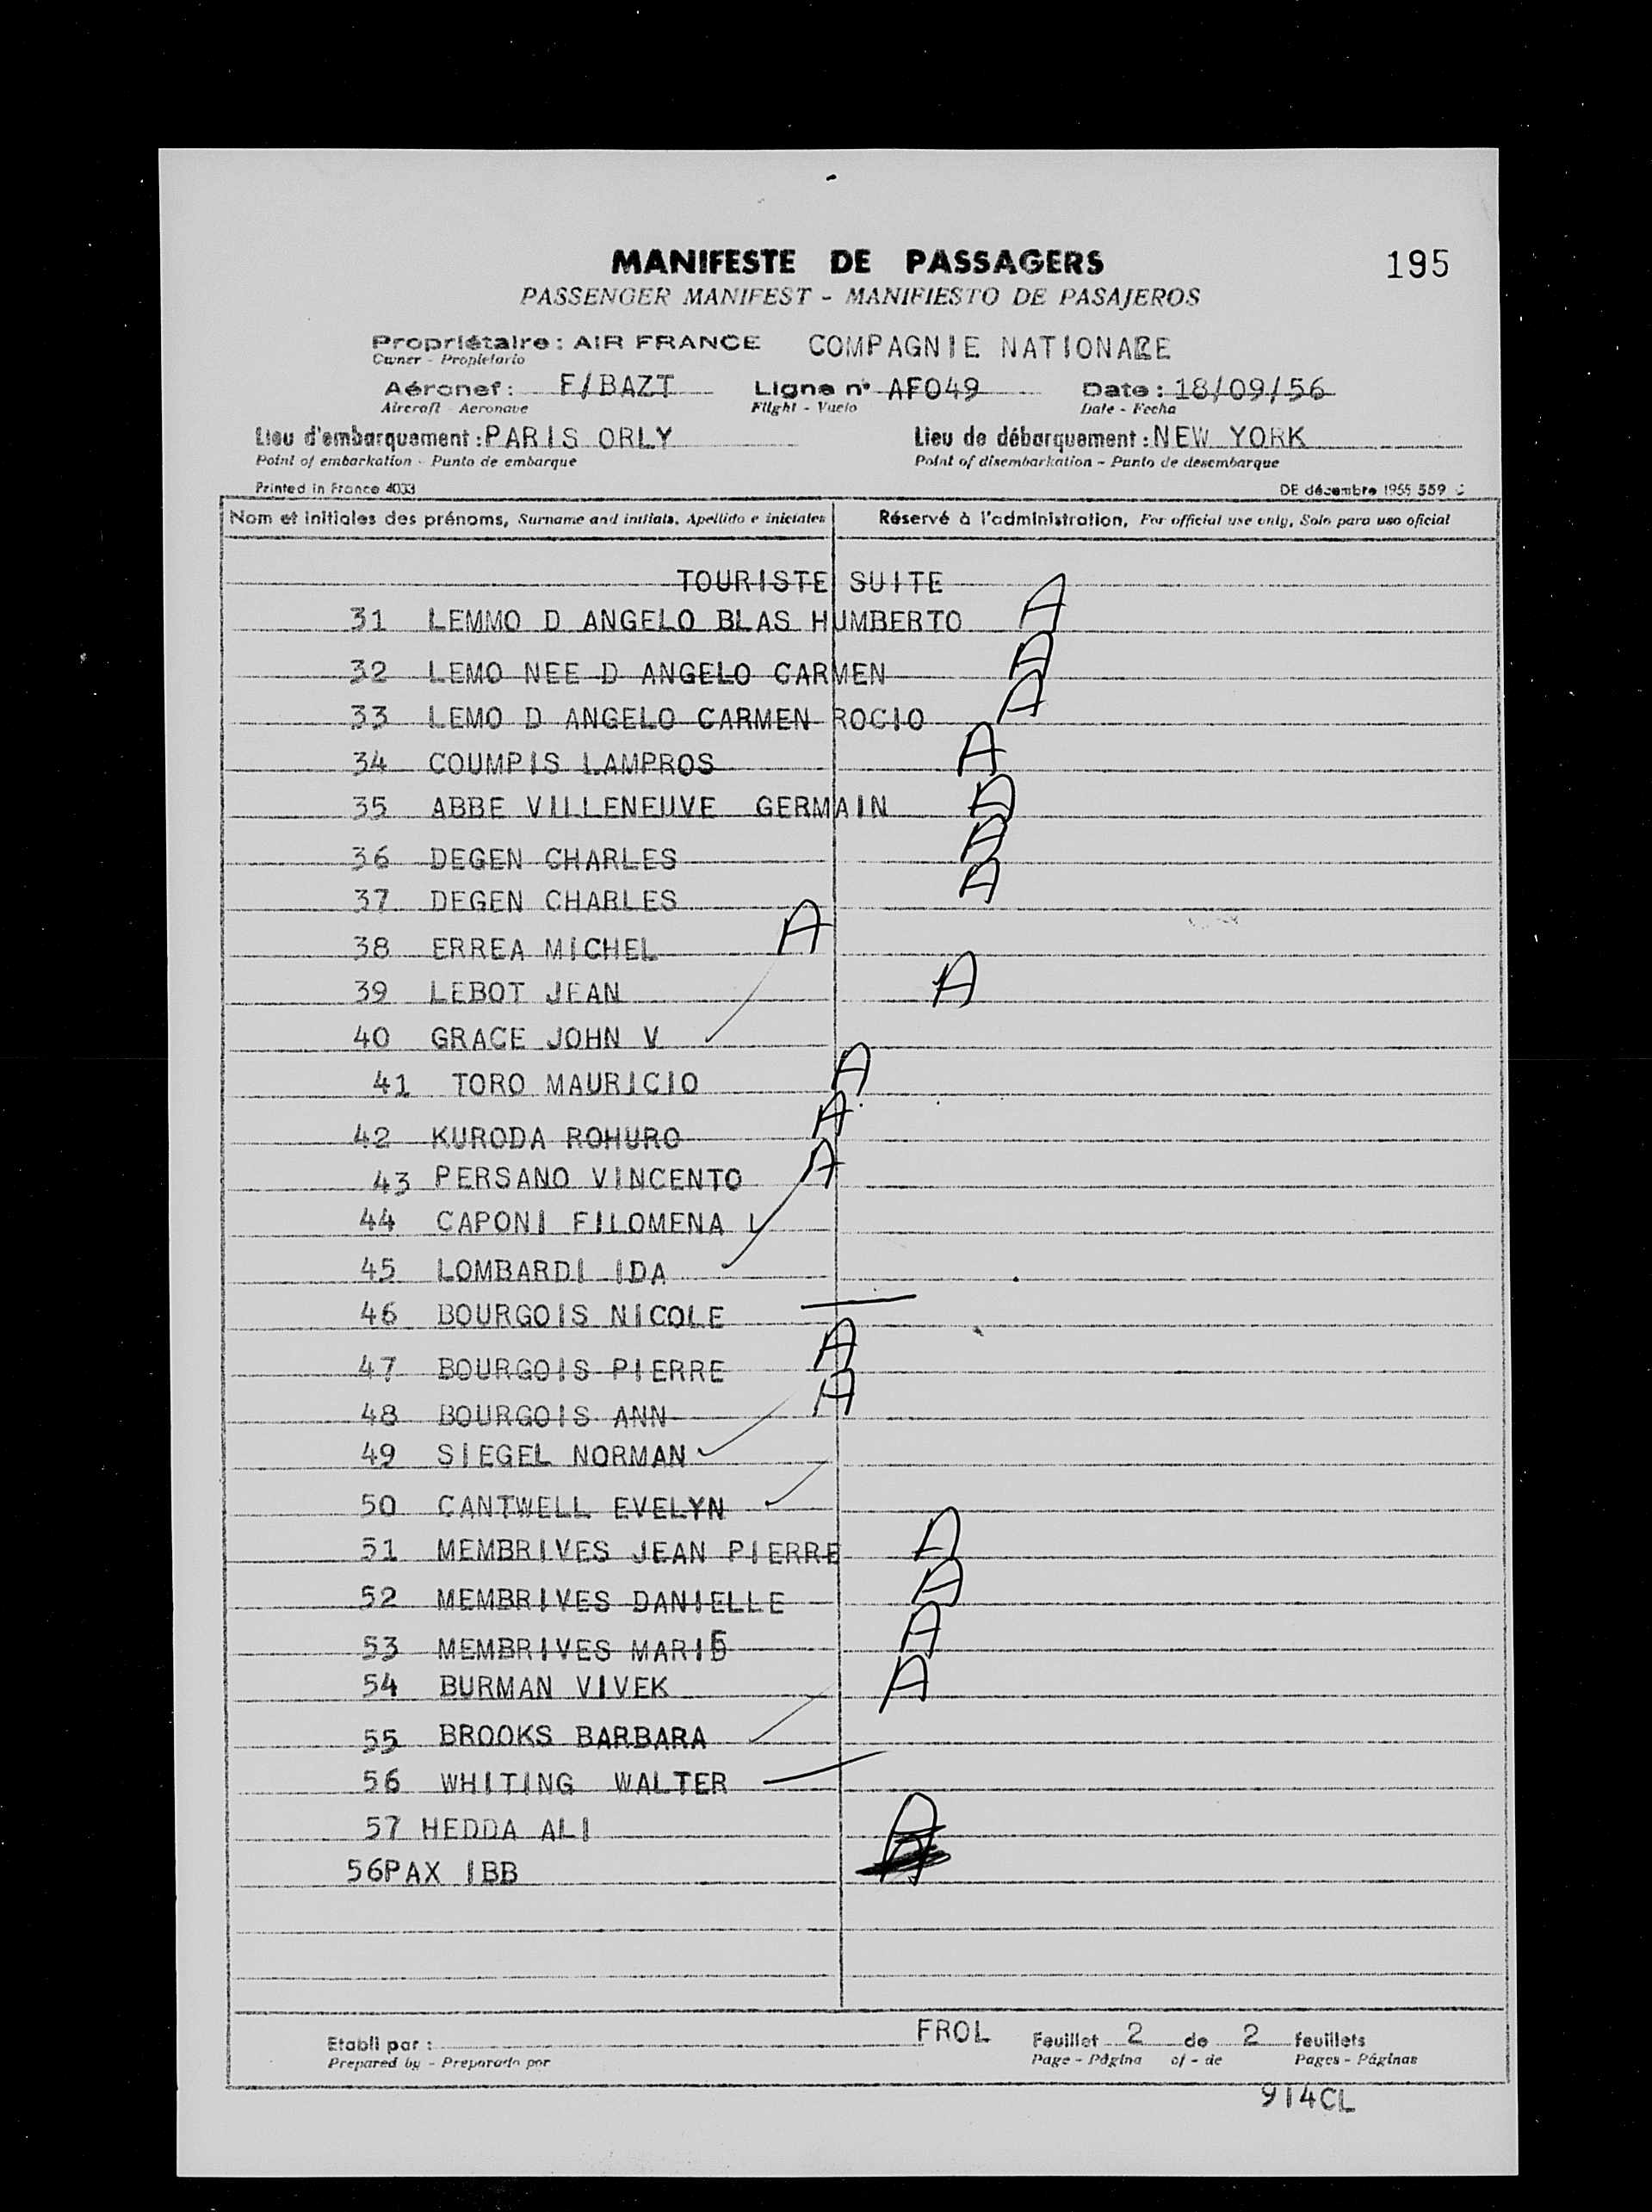 MANIFESTE DE PASSAGERS
195
PASSENGER MANIFEST - MANIFIESTO DE PASAJEROS
Propriétaire : AIR FRANCE COMPAGNIE NATIONALE
Owner - Propietario
Aéronef : F/BAZT Ligne n° AF049 Date : 18/09/56
Aircraft - Aeronave Flight - Vuelo Date - Fecha
Lieu d'embarquement : PARIS ORLY Lieu de débarquement : NEW YORK
Point of embarkation - Punto de embarque Point of disembarkation - Punto de desembarque
Printed in France 4033 DE décembre 1955 559 C
Nom et initiales des prénoms, Surname and initials, Apellido e iniciales Réservé à l'administration, For official use only, Solo para uso oficial
TOURISTE SUITE
31 LEMMO D ANGELO BLAS HUMBERTO A
32 LEMO NEE D ANGELO CARMEN A
33 LEMO D ANGELO CARMEN ROCIO A
34 COUMPIS LAMPROS A
35 ABBE VILLENEUVE GERMAIN A
36 DEGEN CHARLES A
37 DEGEN CHARLES A
38 ERREA MICHEL A
39 LEBOT JEAN A
40 GRACE JOHN V
41 TORO MAURICIO A
42 KURODA ROHURO A
43 PERSANO VINCENTO A
44 CAPONI FILOMENA
45 LOMBARDI IDA
46 BOURGOIS NICOLE
47 BOURGOIS PIERRE A
48 BOURGOIS ANN A
49 SIEGEL NORMAN
50 CANTWELL EVELYN
51 MEMBRIVES JEAN PIERRE A
52 MEMBRIVES DANIELLE A
53 MEMBRIVES MARIE A
54 BURMAN VIVEK A
55 BROOKS BARBARA
56 WHITING WALTER
57 HEDDA ALI A
56PAX IBB
Etabli par : FROL Feuillet 2 de 2 feuillets
Prepared by - Preparado por Page - Página of - de Pages - Páginas
914CL